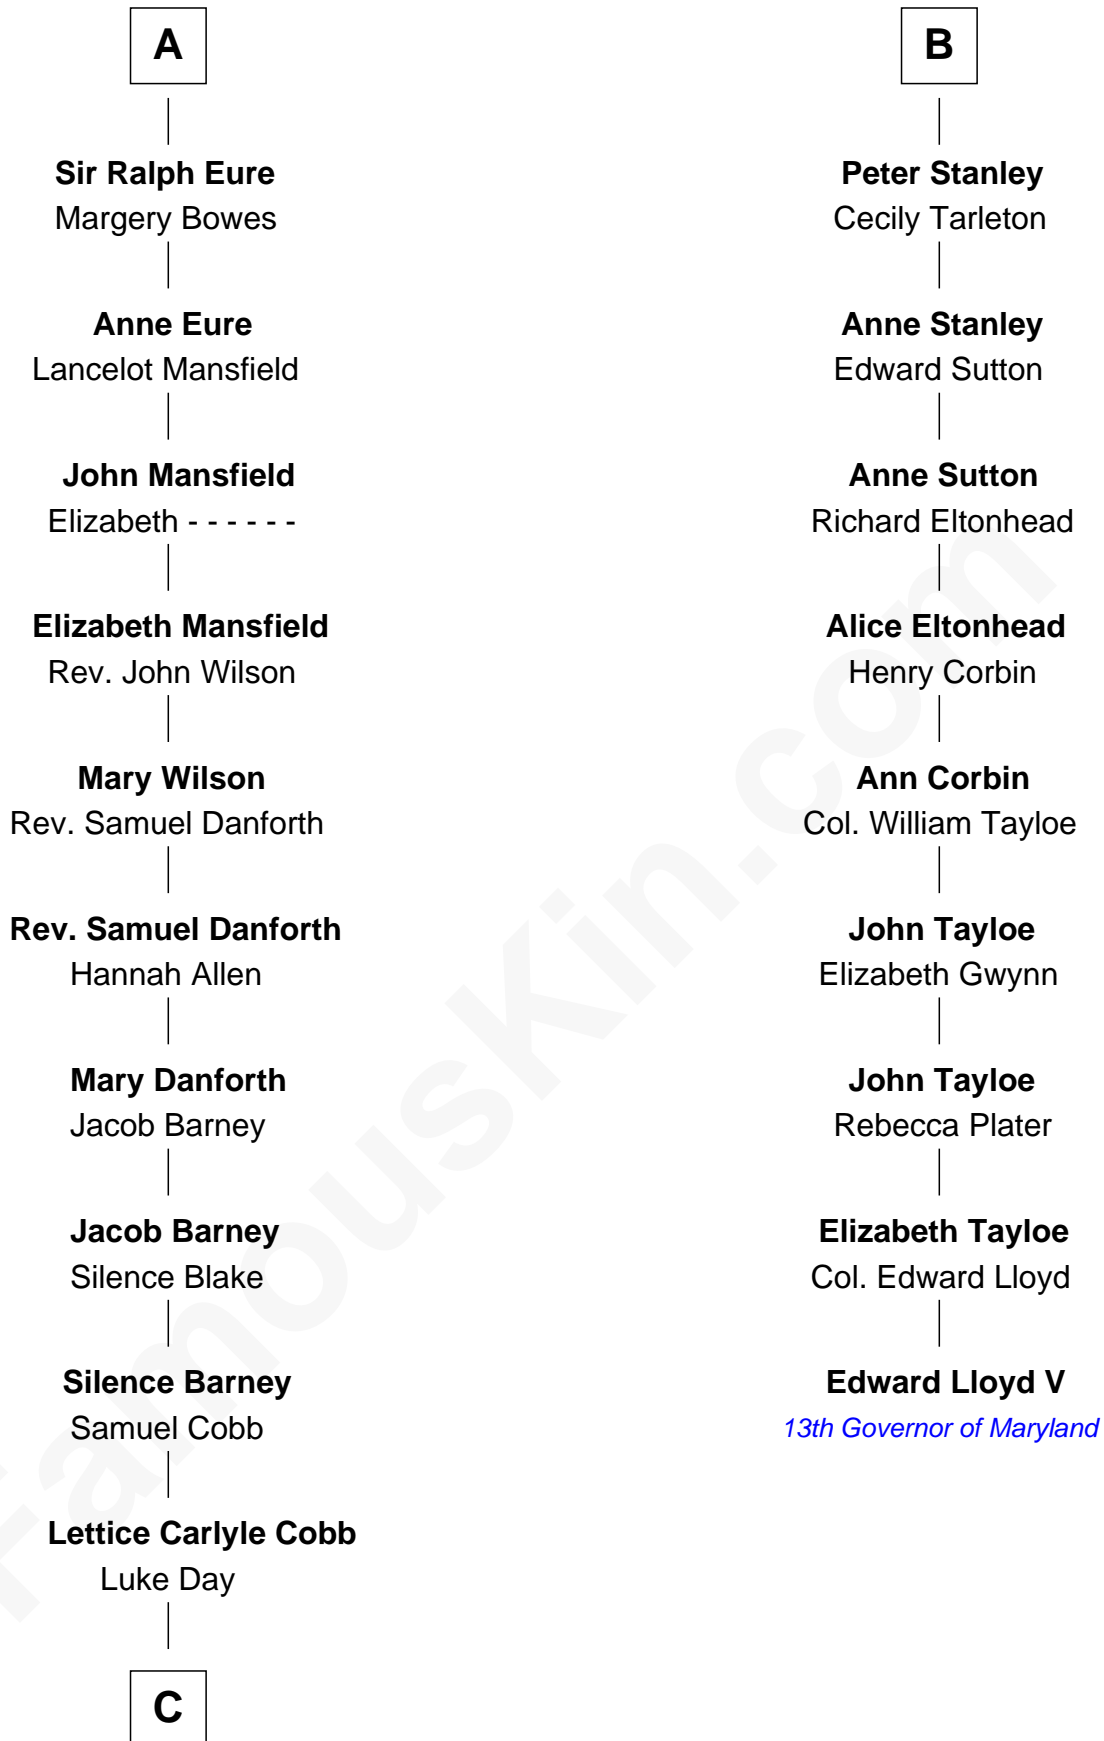 A
Sir Ralph Eure
Margery Bowes
Anne Eure
Lancelot Mansfield
John Mansfield
Elizabeth - - - - - -
Elizabeth Mansfield
Rev. John Wilson
Mary Wilson
Rev. Samuel Danforth
Rev. Samuel Danforth
Hannah Allen
Mary Danforth
Jacob Barney
Jacob Barney
Silence Blake
Silence Barney
Samuel Cobb
Lettice Carlyle Cobb
Luke Day
C
B
Peter Stanley
Cecily Tarleton
Anne Stanley
Edward Sutton
Anne Sutton
Richard Eltonhead
Alice Eltonhead
Henry Corbin
Ann Corbin
Col. William Tayloe
John Tayloe
Elizabeth Gwynn
John Tayloe
Rebecca Plater
Elizabeth Tayloe
Col. Edward Lloyd
Edward Lloyd V
13th Governor of Maryland
FamousKin.com